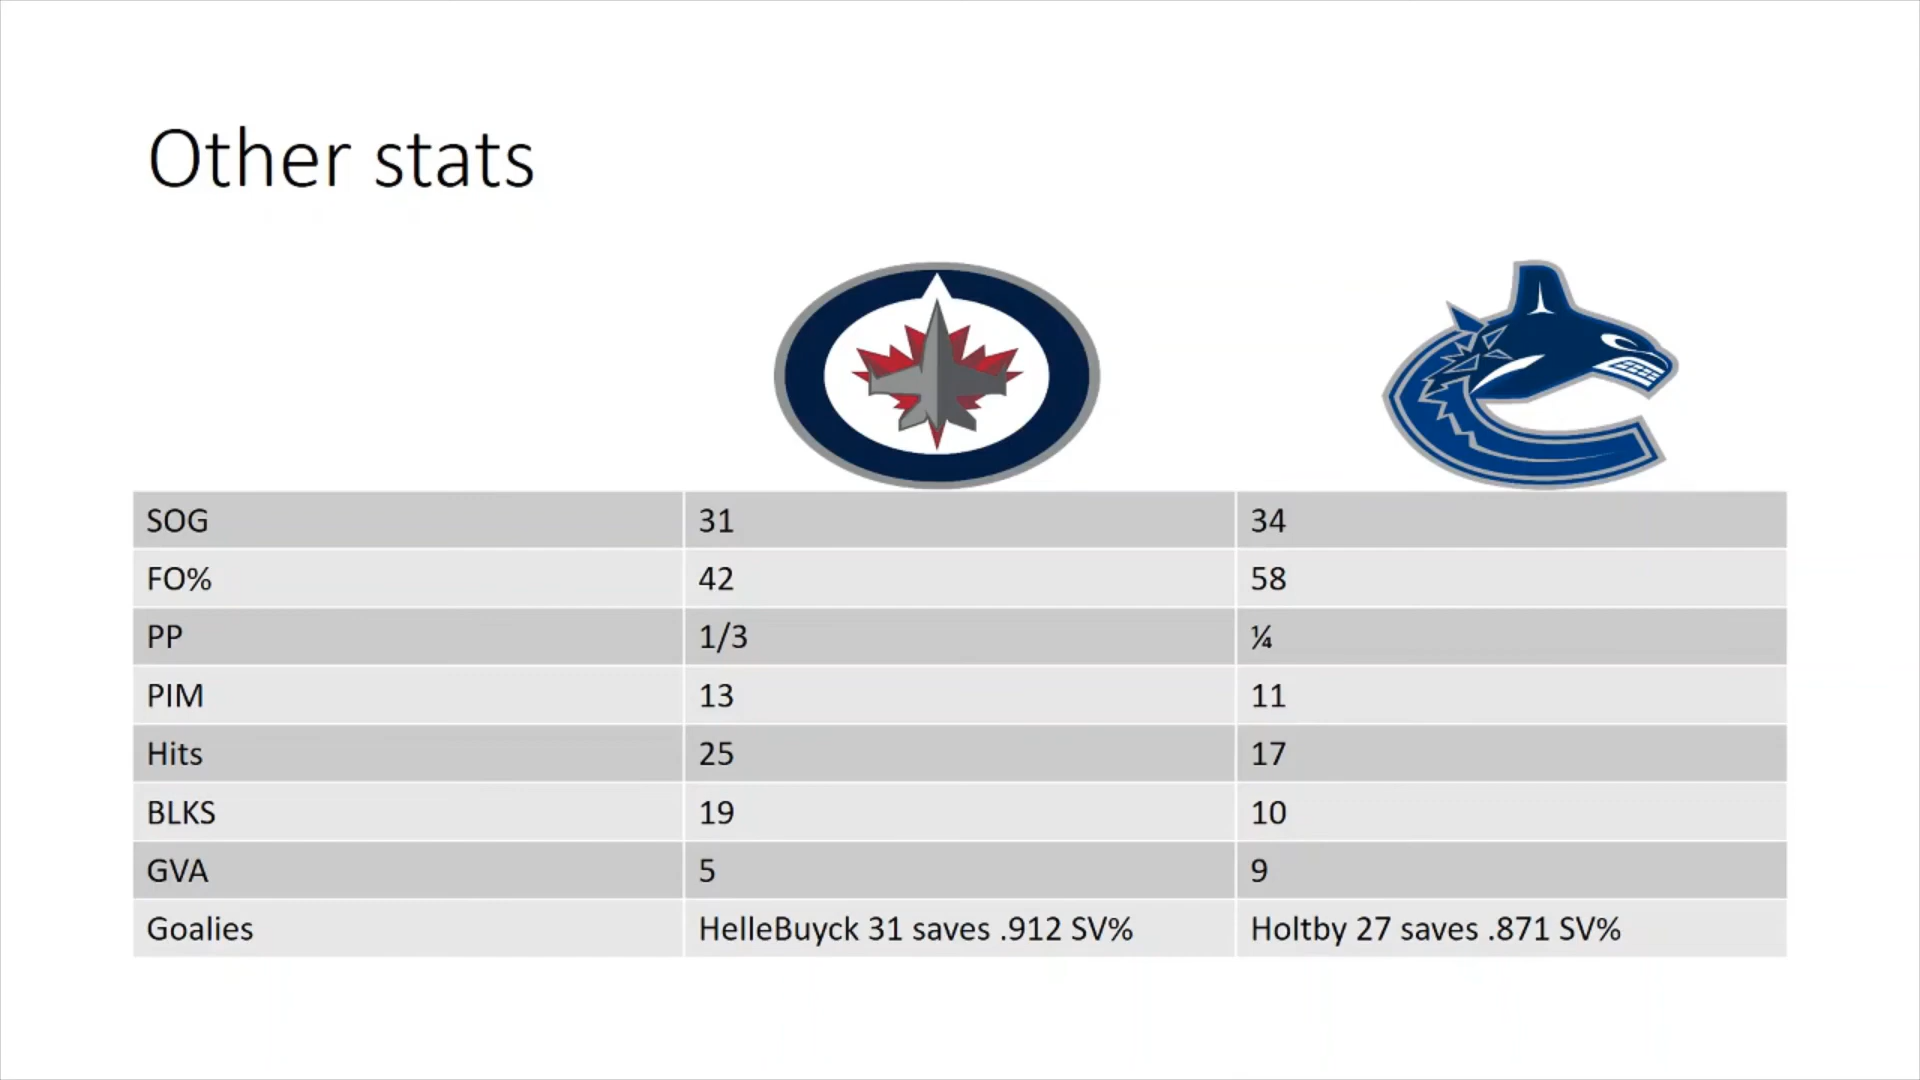 Other stats
SOG 31 34
FO% 42 58
PP 1/3 ¼
PIM 13 11
Hits 25 17
BLKS 19 10
GVA 5 9
Goalies HelleBuyck 31 saves .912 SV% Holtby 27 saves .871 SV%